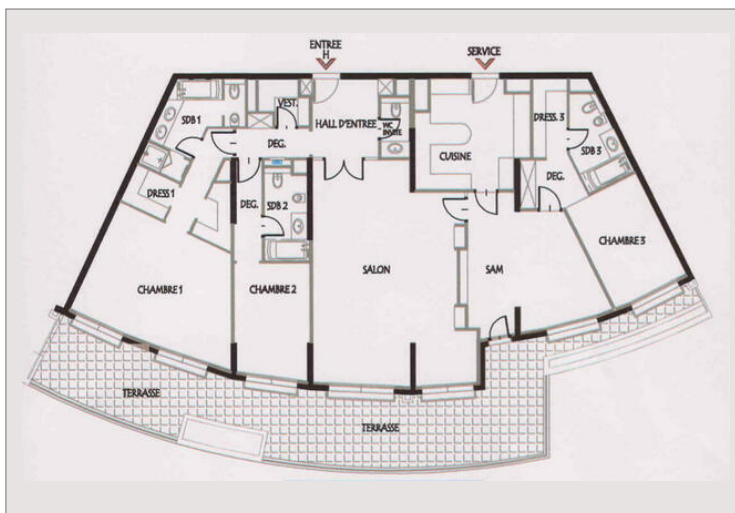 ENTREE
H
SERVICE
SDB 1
VEST.
HALL D'ENTREE
WC
INVITE
DEG.
CUISINE
DRESS. 3
SDB 3
DEG.
DRESS 1
DEG.
SDB 2
CHAMBRE 1
CHAMBRE 2
SALON
SAM
CHAMBRE 3
TERRASSE
TERRASSE